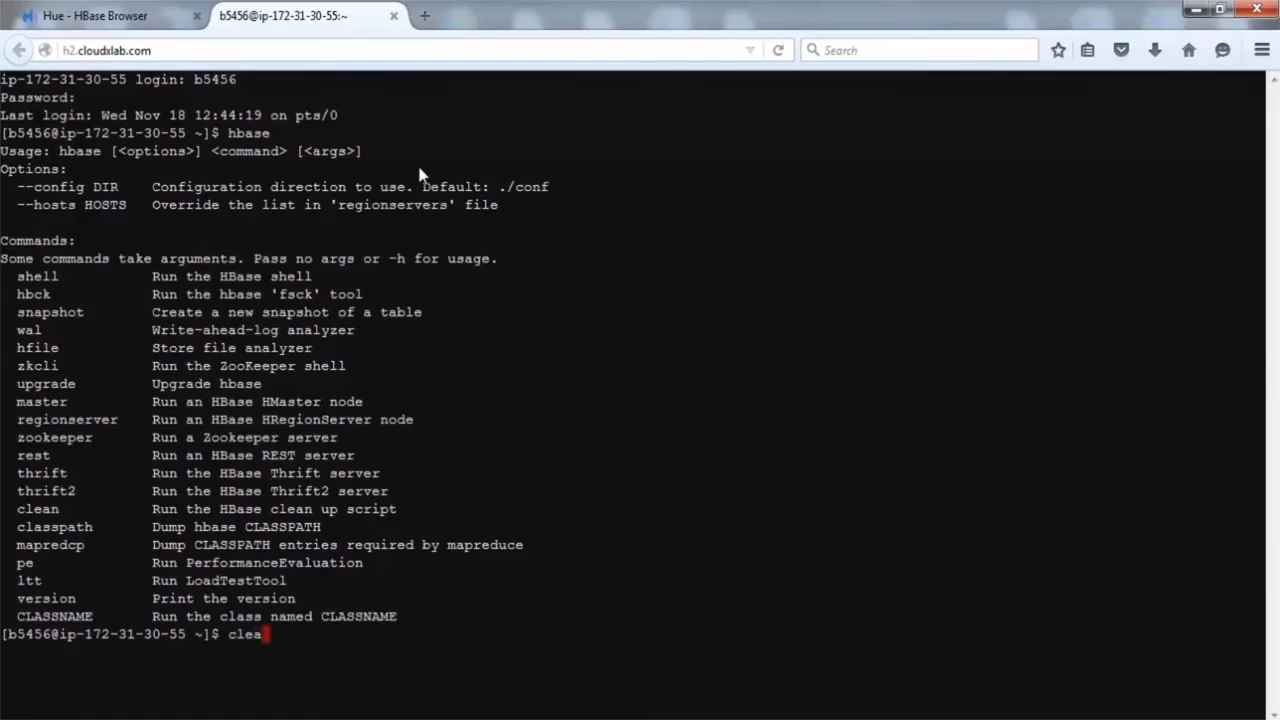 Hue - HBase Browser
b5456@ip-172-31-30-55:~
h2.cloudxlab.com
Search
ip-172-31-30-55 login: b5456
Password:
Last login: Wed Nov 18 12:44:19 on pts/0
[b5456@ip-172-31-30-55 ~]$ hbase
Usage: hbase [<options>] <command> [<args>]
Options:
--config DIR Configuration direction to use. Default: ./conf
--hosts HOSTS Override the list in 'regionservers' file
Commands:
Some commands take arguments. Pass no args or -h for usage.
shell Run the HBase shell
hbck Run the hbase 'fsck' tool
snapshot Create a new snapshot of a table
wal Write-ahead-log analyzer
hfile Store file analyzer
zkcli Run the ZooKeeper shell
upgrade Upgrade hbase
master Run an HBase HMaster node
regionserver Run an HBase HRegionServer node
zookeeper Run a Zookeeper server
rest Run an HBase REST server
thrift Run the HBase Thrift server
thrift2 Run the HBase Thrift2 server
clean Run the HBase clean up script
classpath Dump hbase CLASSPATH
mapredcp Dump CLASSPATH entries required by mapreduce
pe Run PerformanceEvaluation
ltt Run LoadTestTool
version Print the version
CLASSNAME Run the class named CLASSNAME
[b5456@ip-172-31-30-55 ~]$ clea